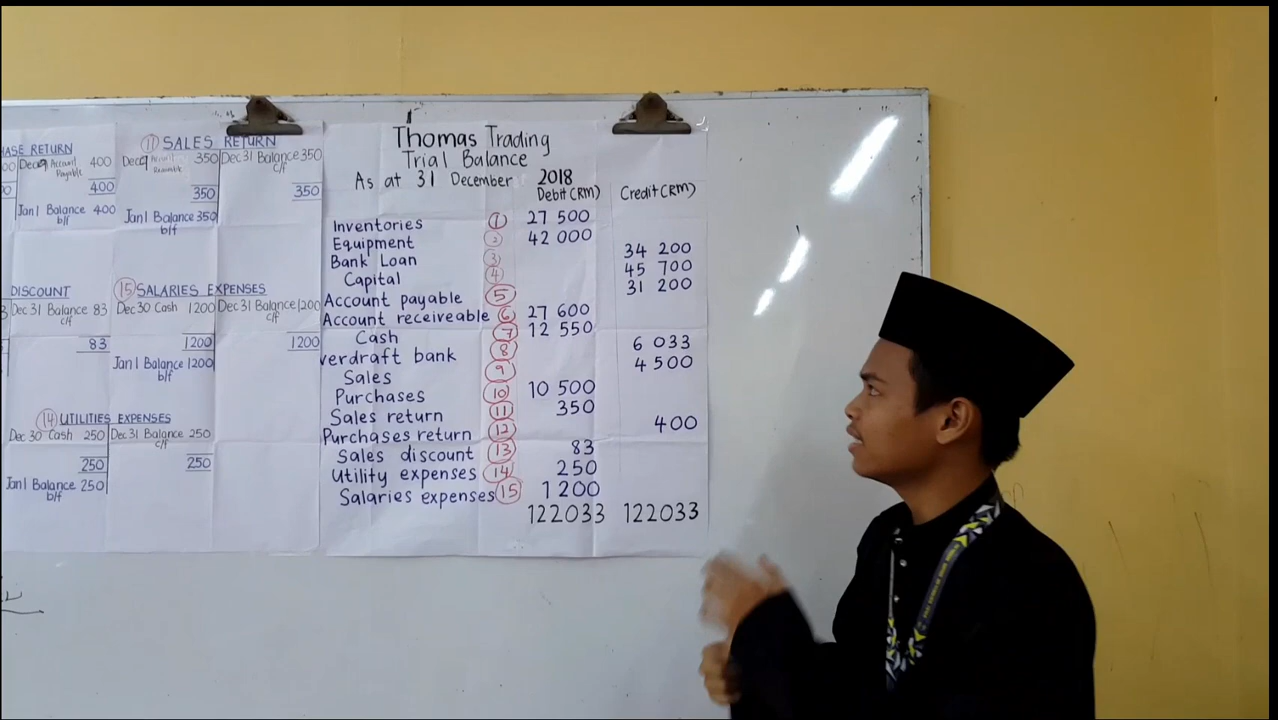 HASE RETURN
00 Dec 9 Account Payable 400
400
Jan 1 Balance b/f 400
DISCOUNT
3 Dec 31 Balance c/f 83
83
(14) UTILITIES EXPENSES
Dec 30 Cash 250 Dec 31 Balance c/f 250
250 250
Jan 1 Balance b/f 250
(11) SALES RETURN
Dec 9 Account Receivable 350 Dec 31 Balance c/f 350
350 350
Jan 1 Balance b/f 350
(15) SALARIES EXPENSES
Dec 30 Cash 1200 Dec 31 Balance c/f 1200
1200 1200
Jan 1 Balance b/f 1200
Thomas Trading
Trial Balance
As at 31 December 2018
Debit (RM) Credit (RM)
Inventories (1) 27 500
Equipment (2) 42 000
Bank Loan (3) 34 200
Capital (4) 45 700
Account payable (5) 31 200
Account receiveable (6) 27 600
Cash (7) 12 550
verdraft bank (8) 6 033
Sales (9) 4 500
Purchases (10) 10 500
Sales return (11) 350
Purchases return (12) 400
Sales discount (13) 83
Utility expenses (14) 250
Salaries expenses (15) 1 200
122033 122033